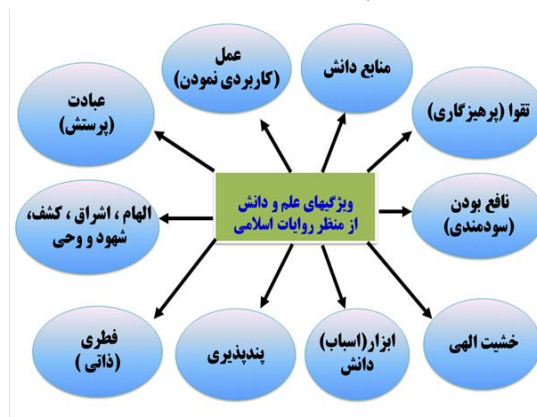 عمل
(کاربردی نمودن)
منابع دانش
عبادت
(پرستش)
تقوا (پرهیزگاری)
ویژگیهای علم و دانش
از منظر روایات اسلامی
الهام ، اشراق ، کشف،
شهود و وحی
نافع بودن
(سودمندی)
فطری
(ذاتی )
پندپذیری
ابزار(اسباب)
دانش
خشیت الهی